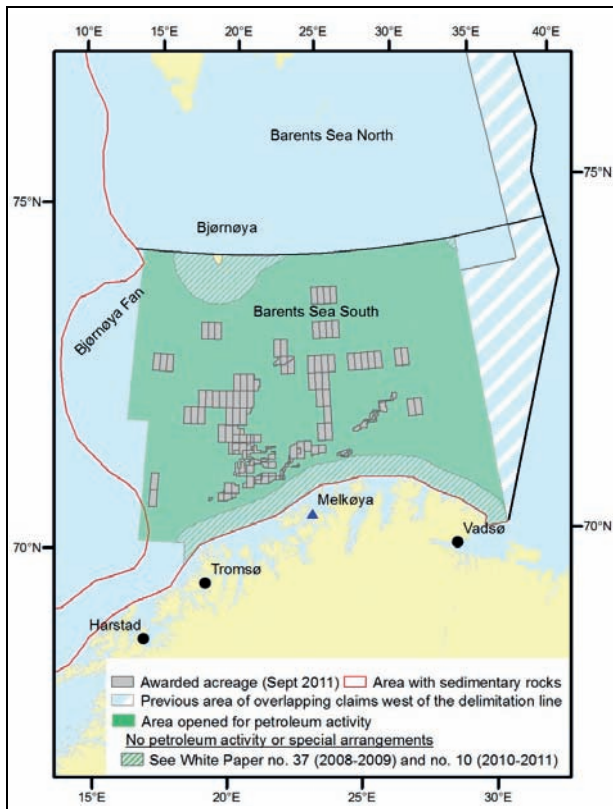 10°E 15°E 20°E 25°E 30°E 35°E 40°E
Barents Sea North
75°N 75°N
Bjørnøya
Bjørnøya Fan
Barents Sea South
Melkøya
Vadsø
70°N 70°N
Tromsø
Harstad
Awarded acreage (Sept 2011) Area with sedimentary rocks
Previous area of overlapping claims west of the delimitation line
Area opened for petroleum activity
No petroleum activity or special arrangements
See White Paper no. 37 (2008-2009) and no. 10 (2010-2011)
15°E 20°E 25°E 30°E